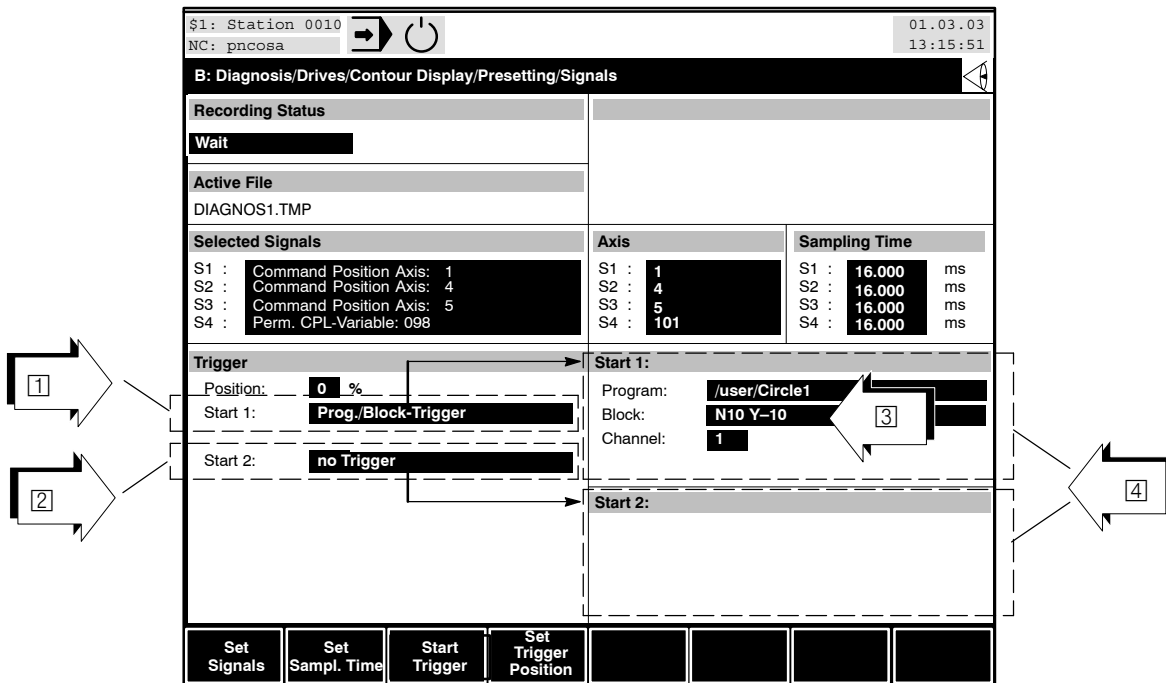 $1: Station 0010
NC: pncosa
01.03.03
13:15:51
B: Diagnosis/Drives/Contour Display/Presetting/Signals
Recording Status
Wait
Active File
DIAGNOS1.TMP
Selected Signals
S1 : Command Position Axis: 1
S2 : Command Position Axis: 4
S3 : Command Position Axis: 5
S4 : Perm. CPL-Variable: 098
Axis
S1 : 1
S2 : 4
S3 : 5
S4 : 101
Sampling Time
S1 : 16.000 ms
S2 : 16.000 ms
S3 : 16.000 ms
S4 : 16.000 ms
Trigger
Position: 0 %
Start 1: Prog./Block-Trigger
Start 2: no Trigger
Start 1:
Program: /user/Circle1
Block: N10 Y–10
Channel: 1
Start 2:
1
2
3
4
Set
Signals
Set
Sampl. Time
Start
Trigger
Set
Trigger
Position